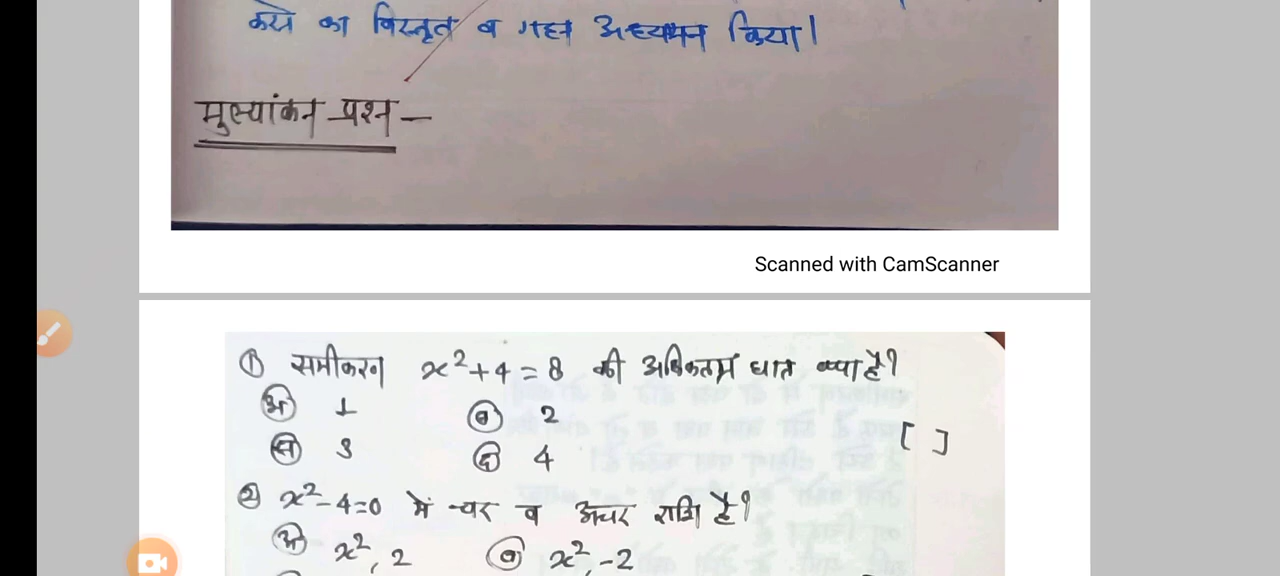 करो का विस्तृत व गहन अध्ययन किया।
मुल्यांकन प्रश्न —
Scanned with CamScanner
① समीकरण x²+4=8 की अधिकतम घात क्या है?
अ 1 ब 2
स 3 द 4 [ ]
② x²-4=0 में चर व अचर राशि है?
अ x², 2 ब x², -2